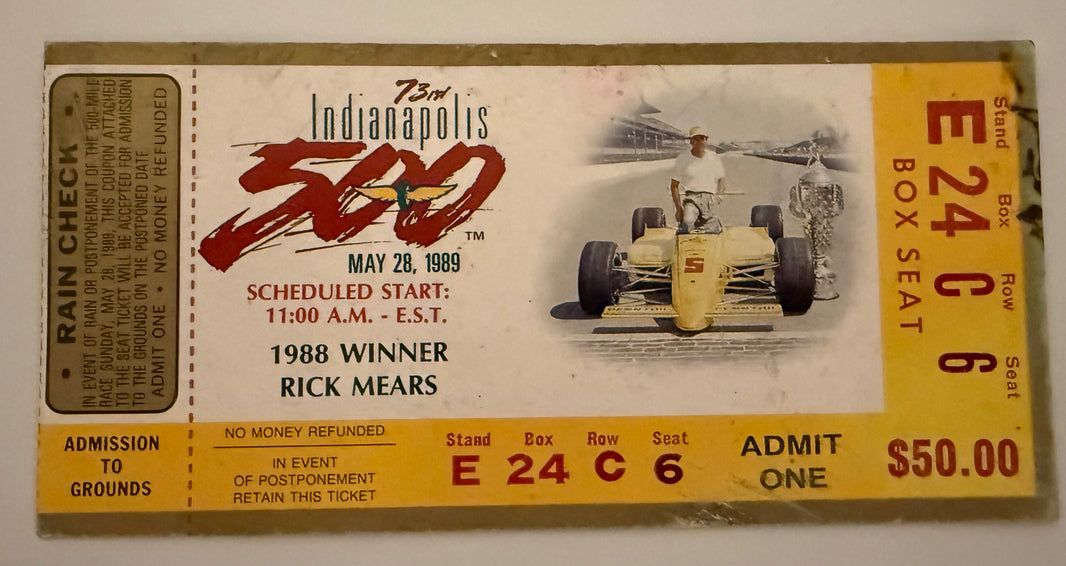 • RAIN CHECK •
IN EVENT OF RAIN OR POSTPONEMENT OF THE 500-MILE
RACE SUNDAY, MAY 28, 1989, THIS COUPON ATTACHED
TO THE SEAT TICKET WILL BE ACCEPTED FOR ADMISSION
TO THE GROUNDS ON THE POSTPONED DATE
ADMIT ONE • NO MONEY REFUNDED
ADMISSION
TO
GROUNDS
73rd
Indianapolis
500
TM
MAY 28, 1989
SCHEDULED START:
11:00 A.M. - E.S.T.
1988 WINNER
RICK MEARS
5
NO MONEY REFUNDED
IN EVENT
OF POSTPONEMENT
RETAIN THIS TICKET
Stand Box Row Seat
E 24 C 6
ADMIT
ONE
Stand Box Row Seat
E 24 C 6
BOX SEAT
$50.00